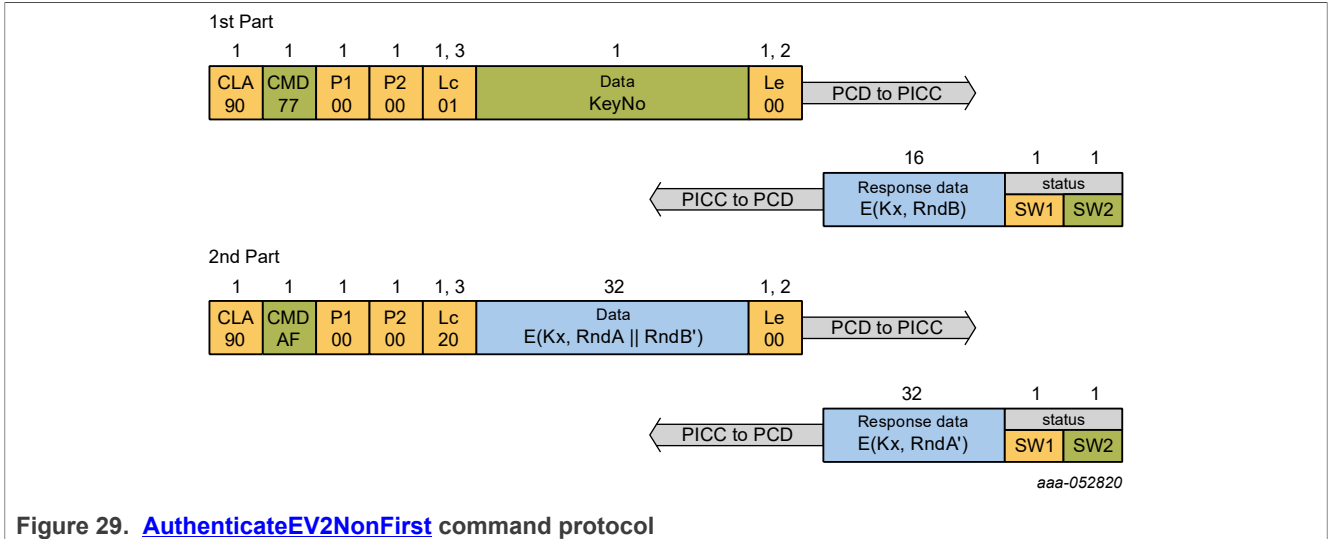 1st Part
1 1 1 1 1, 3 1 1, 2
CLA CMD P1 P2 Lc Data Le
90 77 00 00 01 KeyNo 00
PCD to PICC
16 1 1
PICC to PCD
Response data status
E(Kx, RndB) SW1 SW2
2nd Part
1 1 1 1 1, 3 32 1, 2
CLA CMD P1 P2 Lc Data Le
90 AF 00 00 20 E(Kx, RndA || RndB') 00
PCD to PICC
32 1 1
PICC to PCD
Response data status
E(Kx, RndA') SW1 SW2
aaa-052820
Figure 29. AuthenticateEV2NonFirst command protocol